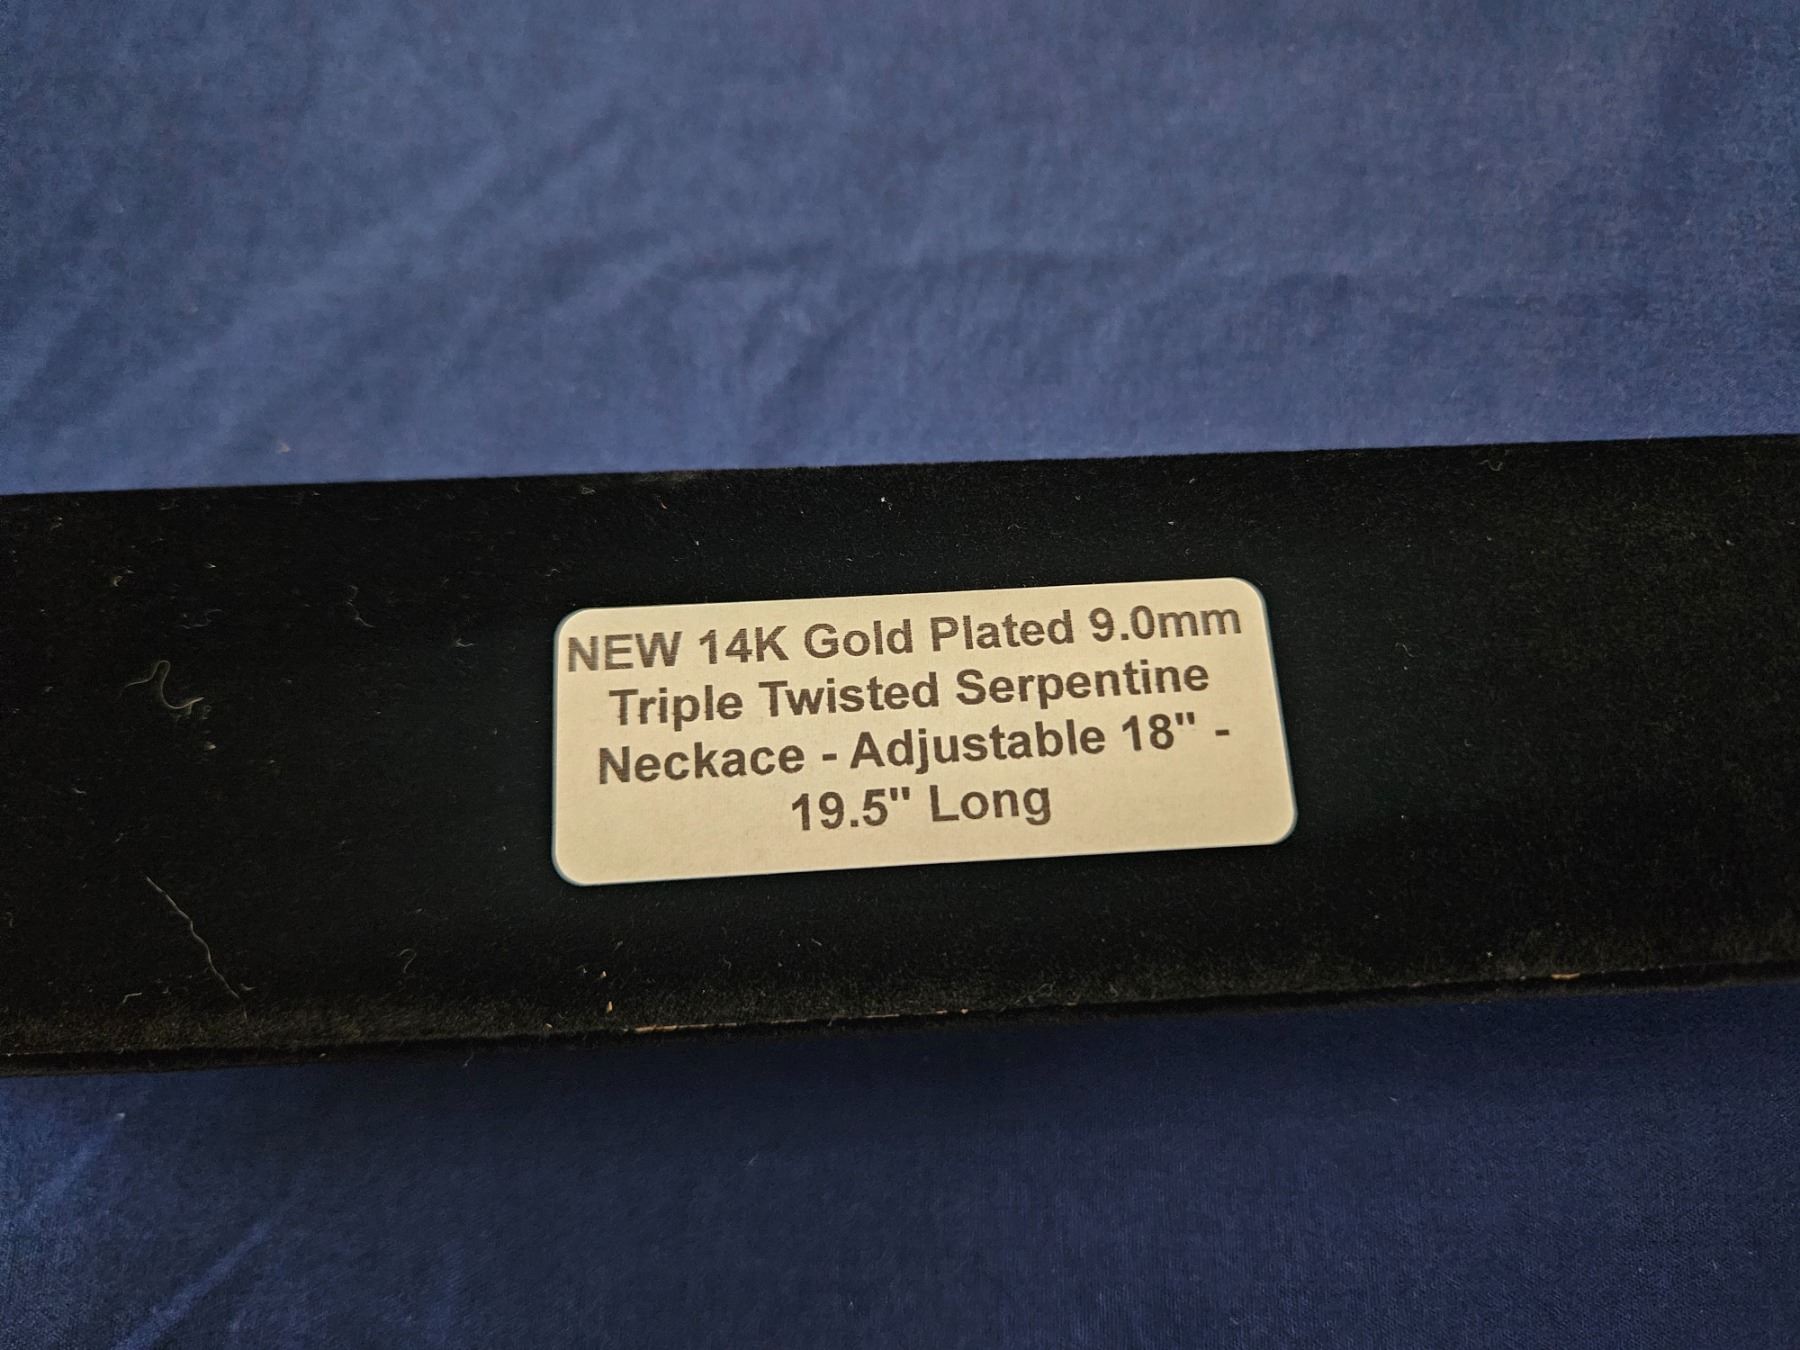 NEW 14K Gold Plated 9.0mm
Triple Twisted Serpentine
Neckace - Adjustable 18" -
19.5" Long